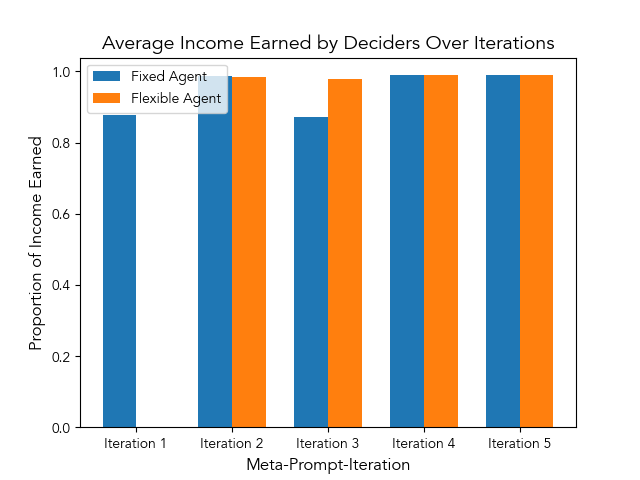 Average Income Earned by Deciders Over Iterations
Fixed Agent
Flexible Agent
1.0
0.8
0.6
0.4
0.2
0.0
Proportion of Income Earned
Iteration 1
Iteration 2
Iteration 3
Iteration 4
Iteration 5
Meta-Prompt-Iteration